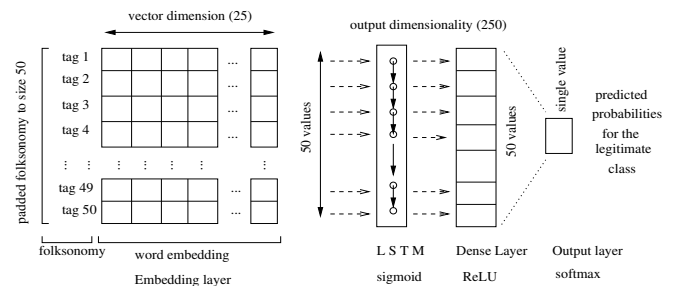 vector dimension (25)
output dimensionality (250)
padded folksonomy to size 50
tag 1
tag 2
tag 3
tag 4
tag 49
tag 50
...
...
...
...
...
...
folksonomy
word embedding
Embedding layer
50 values
L S T M
sigmoid
50 values
Dense Layer
ReLU
single value
Output layer
softmax
predicted
probabilities
for the
legitimate
class